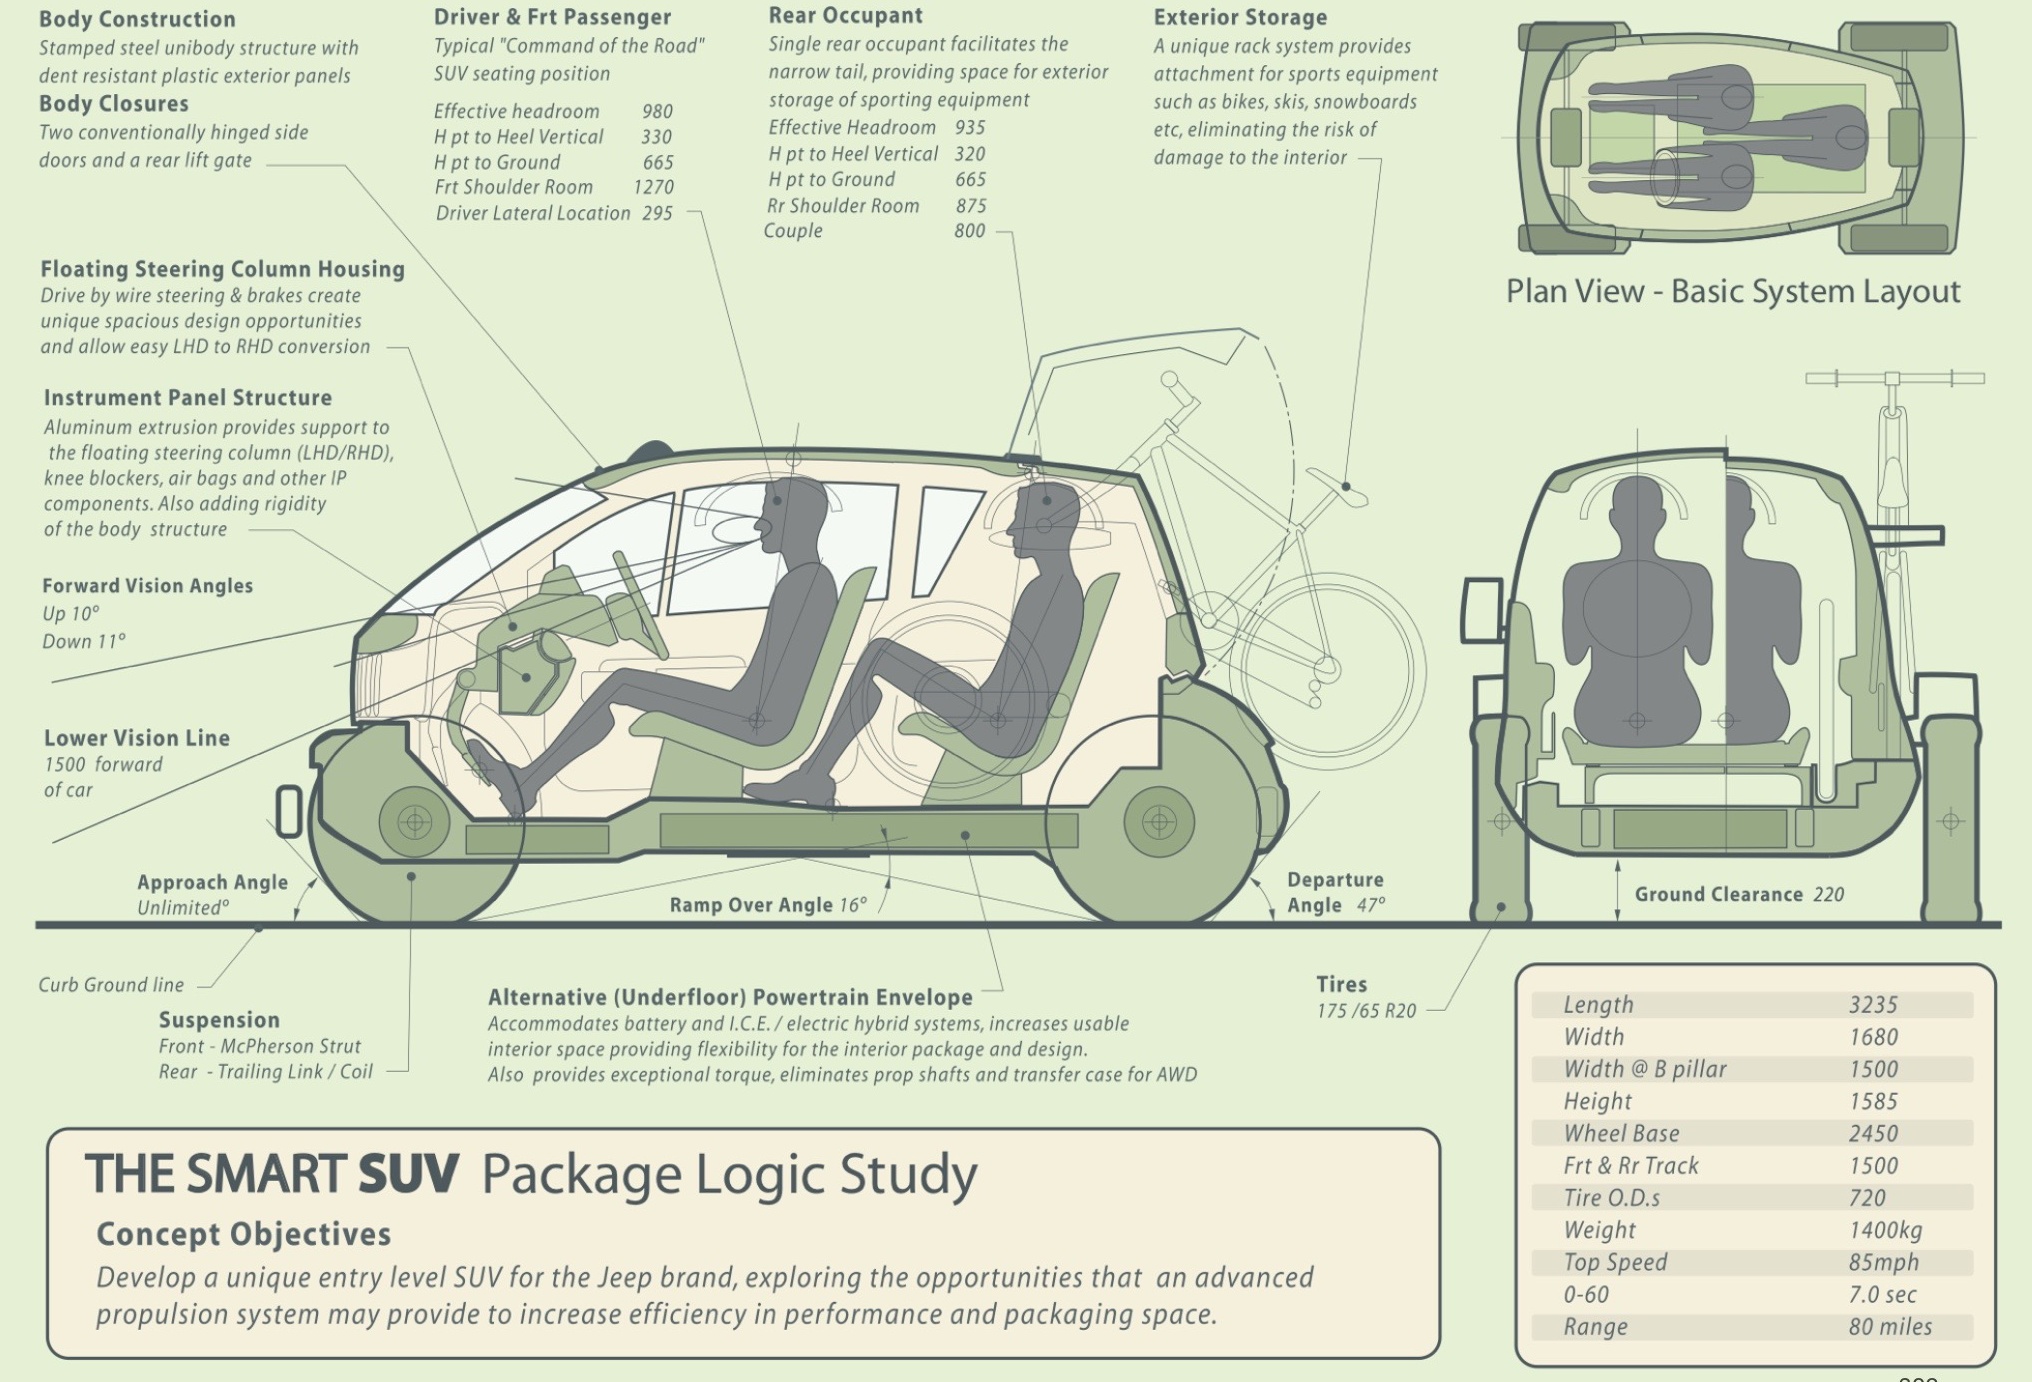 Body Construction
Stamped steel unibody structure with
dent resistant plastic exterior panels
Body Closures
Two conventionally hinged side
doors and a rear lift gate
Driver & Frt Passenger
Typical "Command of the Road"
SUV seating position
Effective headroom 980
H pt to Heel Vertical 330
H pt to Ground 665
Frt Shoulder Room 1270
Driver Lateral Location 295
Rear Occupant
Single rear occupant facilitates the
narrow tail, providing space for exterior
storage of sporting equipment
Effective Headroom 935
H pt to Heel Vertical 320
H pt to Ground 665
Rr Shoulder Room 875
Couple 800
Exterior Storage
A unique rack system provides
attachment for sports equipment
such as bikes, skis, snowboards
etc, eliminating the risk of
damage to the interior
Plan View - Basic System Layout
Floating Steering Column Housing
Drive by wire steering & brakes create
unique spacious design opportunities
and allow easy LHD to RHD conversion
Instrument Panel Structure
Aluminum extrusion provides support to
the floating steering column (LHD/RHD),
knee blockers, air bags and other IP
components. Also adding rigidity
of the body structure
Forward Vision Angles
Up 10º
Down 11º
Lower Vision Line
1500 forward
of car
Approach Angle
Unlimitedº
Ramp Over Angle 16º
Departure
Angle 47º
Ground Clearance 220
Curb Ground line
Suspension
Front - McPherson Strut
Rear - Trailing Link / Coil
Alternative (Underfloor) Powertrain Envelope
Accommodates battery and I.C.E. / electric hybrid systems, increases usable
interior space providing flexibility for the interior package and design.
Also provides exceptional torque, eliminates prop shafts and transfer case for AWD
Tires
175 /65 R20
Length 3235
Width 1680
Width @ B pillar 1500
Height 1585
Wheel Base 2450
Frt & Rr Track 1500
Tire O.D.s 720
Weight 1400kg
Top Speed 85mph
0-60 7.0 sec
Range 80 miles
THE SMART SUV Package Logic Study
Concept Objectives
Develop a unique entry level SUV for the Jeep brand, exploring the opportunities that an advanced
propulsion system may provide to increase efficiency in performance and packaging space.